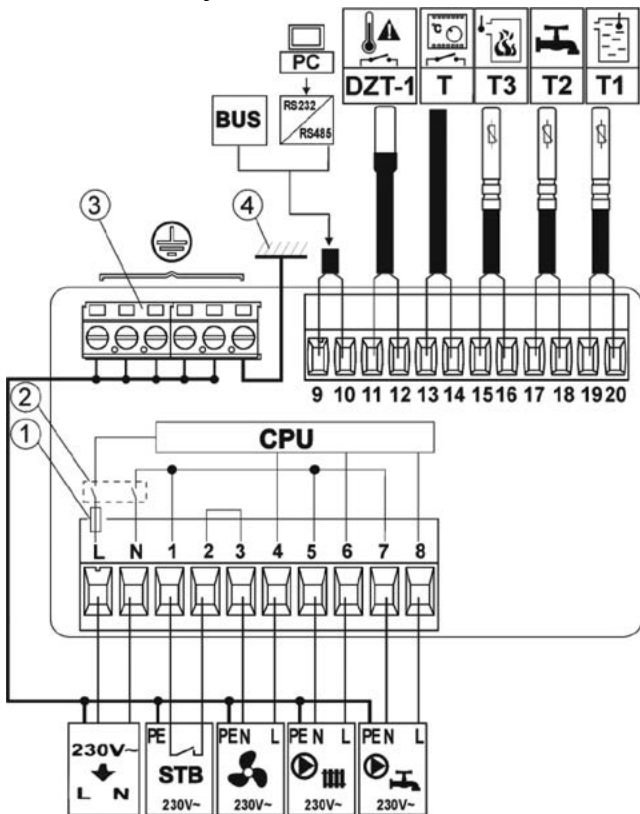 PC
DZT-1 T T3 T2 T1
°C
BUS
RS232
RS485
3
4
9 10 11 12 13 14 15 16 17 18 19 20
2
1
CPU
L N 1 2 3 4 5 6 7 8
230V~
L N
PE
STB
230V~
PE N L
230V~
PE N L
230V~
PE N L
230V~